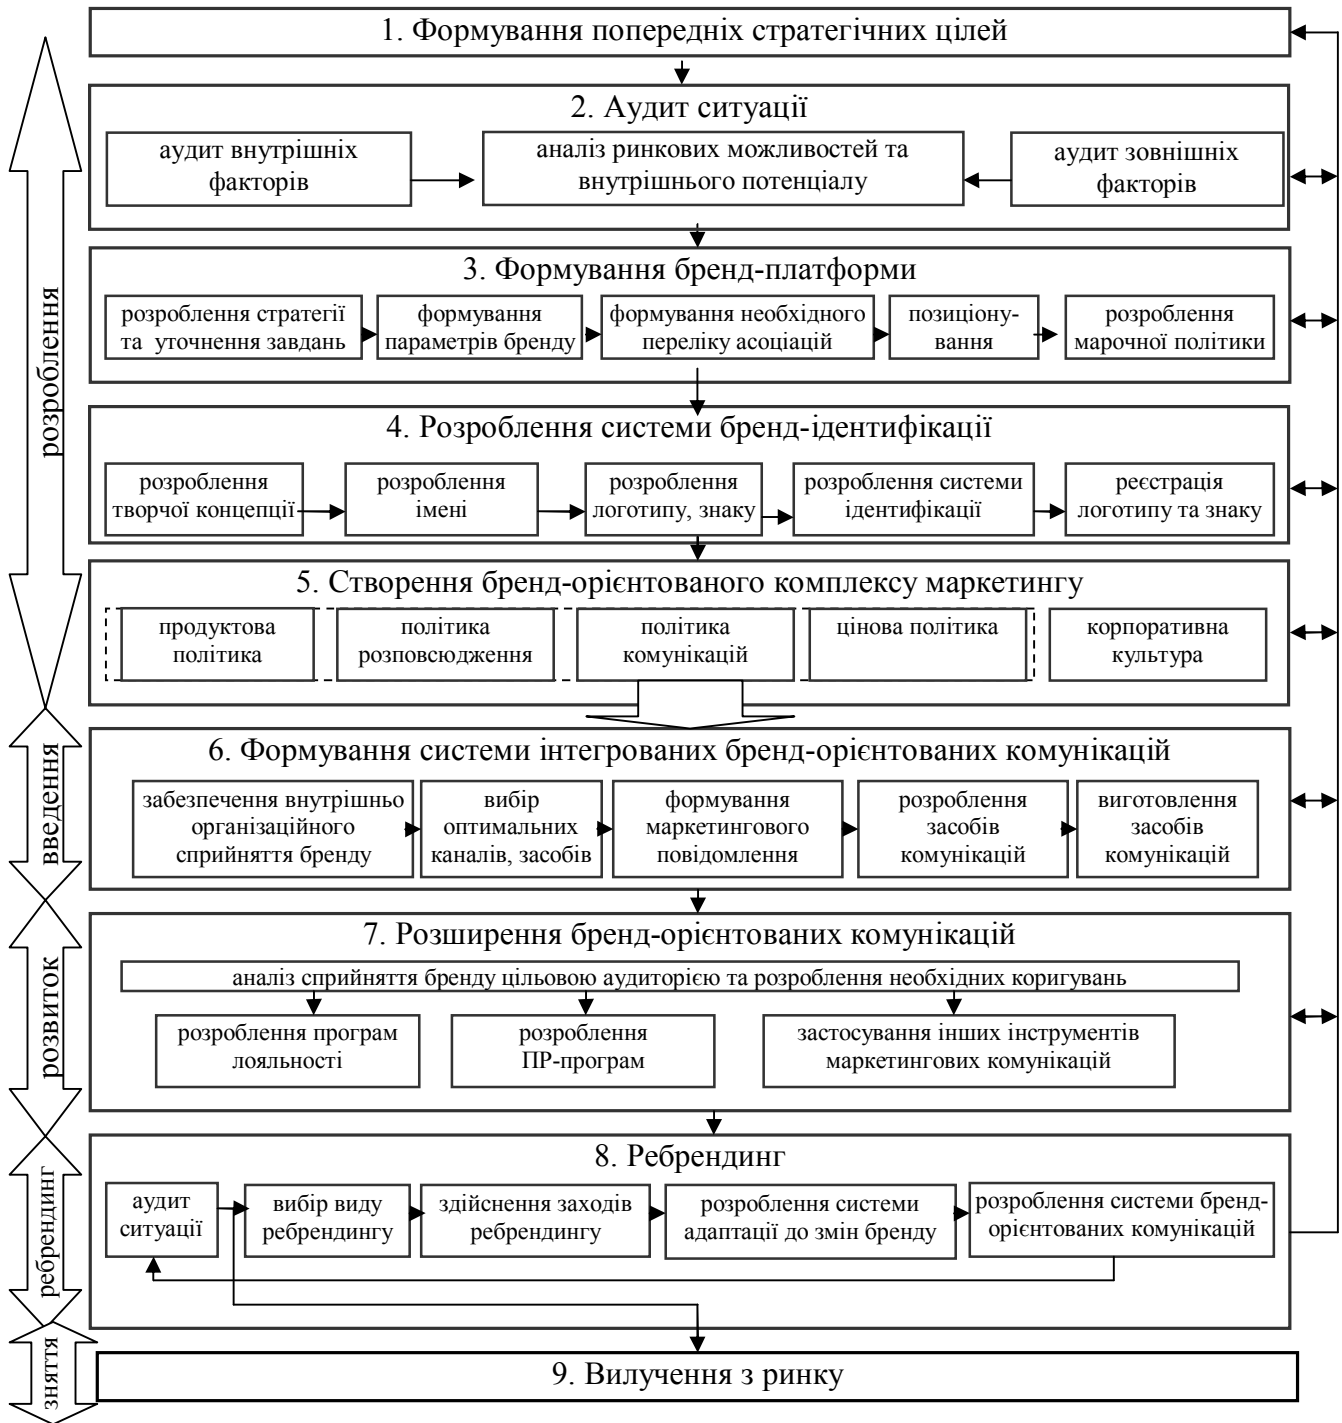 1. Формування попередніх стратегічних цілей
2. Аудит ситуації
аудит внутрішніх
факторів
аналіз ринкових можливостей та
внутрішнього потенціалу
аудит зовнішніх
факторів
3. Формування бренд-платформи
розроблення стратегії
та уточнення завдань
формування
параметрів бренду
формування необхідного
переліку асоціацій
позициону-
вання
розроблення
марочної політики
4. Розроблення системи бренд-ідентифікації
розроблення
творчої концепції
розроблення
імені
розроблення
логотипу, знаку
розроблення системи
ідентифікації
реєстрація
логотипу та знаку
5. Створення бренд-орієнтованого комплексу маркетингу
продуктова
політика
політика
розповсюдження
політика
комунікацій
цінова політика
корпоративна
культура
розроблення
6. Формування системи інтегрованих бренд-орієнтованих комунікацій
забезпечення внутрішньо
організаційного
сприйняття бренду
вибір
оптимальних
каналів, засобів
формування
маркетингового
повідомлення
розроблення
засобів
комунікацій
виготовлення
засобів
комунікацій
введення
7. Розширення бренд-орієнтованих комунікацій
аналіз сприйняття бренду цільовою аудиторією та розроблення необхідних коригувань
розроблення програм
лояльності
розроблення
ПР-програм
застосування інших інструментів
маркетингових комунікацій
розвиток
8. Ребрендинг
аудит
ситуації
вибір виду
ребрендингу
здійснення заходів
ребрендингу
розроблення системи
адаптації до змін бренду
розроблення системи бренд-
орієнтованих комунікацій
ребрендинг
9. Вилучення з ринку
зняття